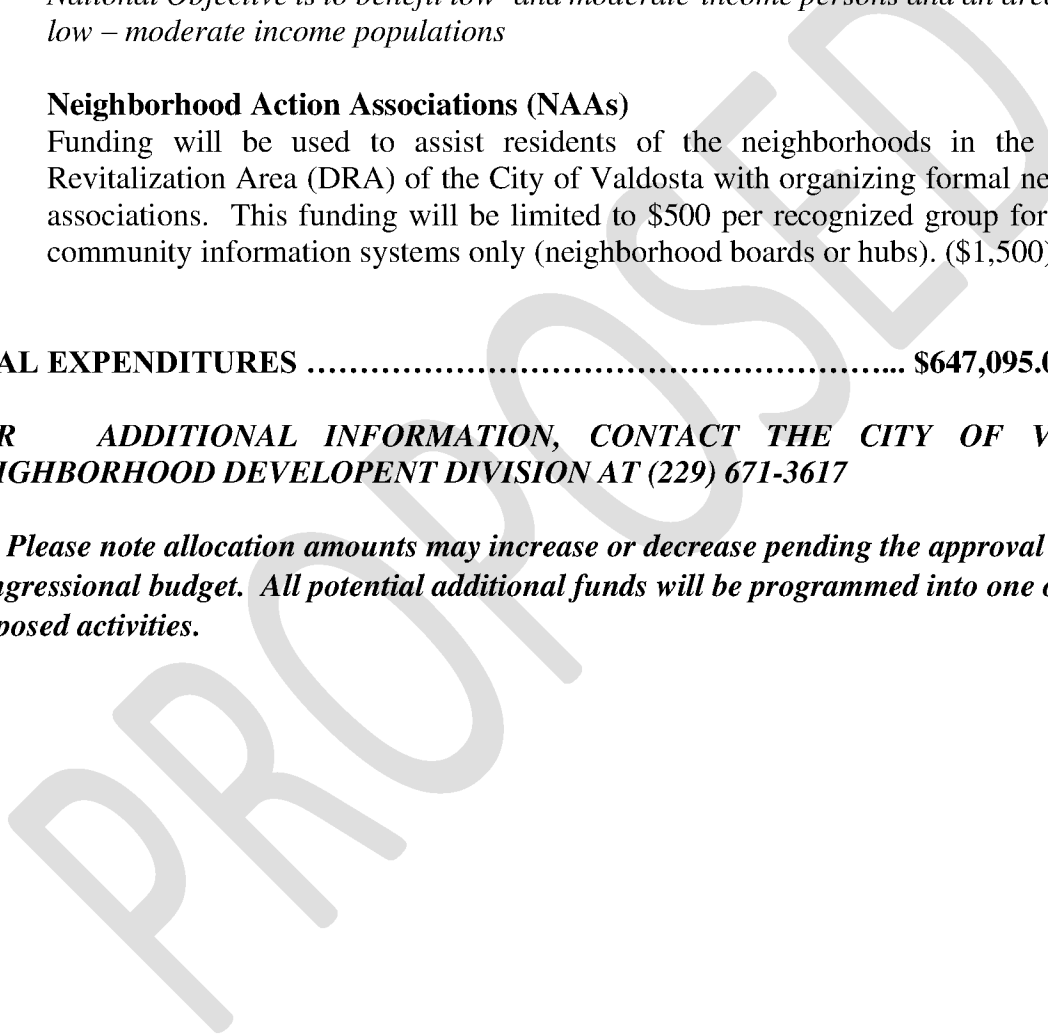 National Objective is to benefit low- and moderate-income persons and an area
low – moderate income populations
Neighborhood Action Associations (NAAs)
Funding will be used to assist residents of the neighborhoods in the
Revitalization Area (DRA) of the City of Valdosta with organizing formal ne
associations. This funding will be limited to $500 per recognized group for
community information systems only (neighborhood boards or hubs). ($1,500)
AL EXPENDITURES ……………………………………………….... $647,095.0
R ADDITIONAL INFORMATION, CONTACT THE CITY OF V
IGHBORHOOD DEVELOPENT DIVISION AT (229) 671-3617
Please note allocation amounts may increase or decrease pending the approval
ngressional budget. All potential additional funds will be programmed into one o
posed activities.
PROPOSED